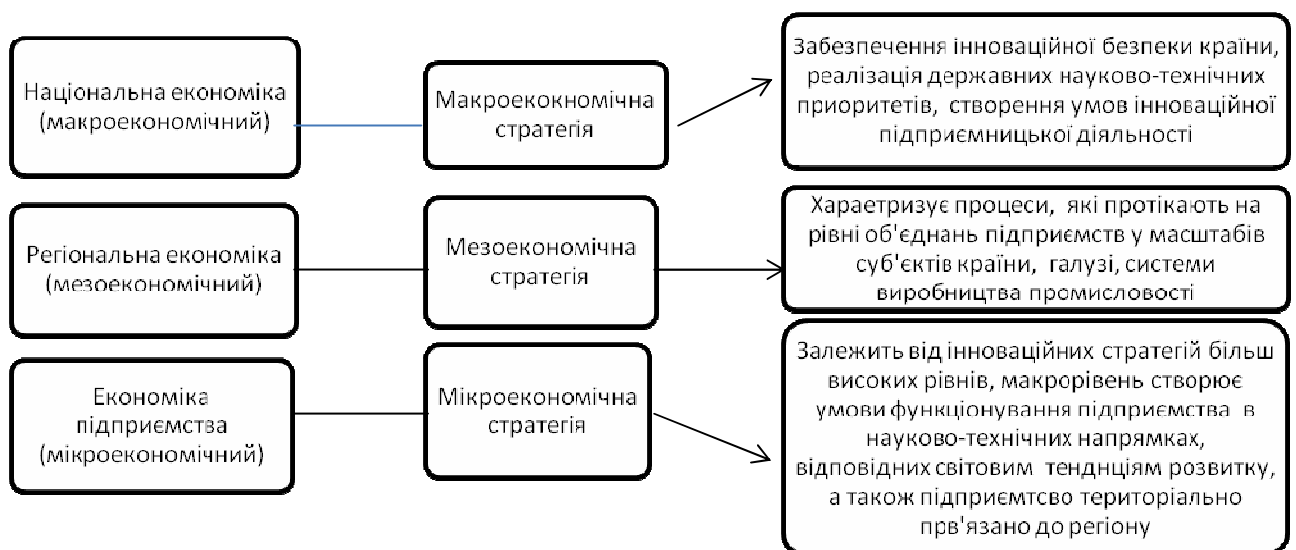 Національна економіка
(макроекономічний)
Макроекокномічна
стратегія
Забезпечення інноваційної безпеки країни,
реалізація державних науково-технічних
приоритетів, створення умов інноваційної
підприємницької діяльності
Регіональна економіка
(мезоекономічний)
Мезоекономічна
стратегія
Хараетризує процеси, які протікають на
рівні об'єднань підприємств у масштабів
суб'єктів країни, галузі, системи
виробництва промисловості
Економіка
підприємства
(мікроекономічний)
Мікроекономічна
стратегія
Залежить від інноваційних стратегій більш
високих рівнів, макрорівень створює
умови функціонування підприємства в
науково-технічних напрямках,
відповідних світовим тенднціям розвитку,
а також підприємтсво територіально
прв'язано до регіону